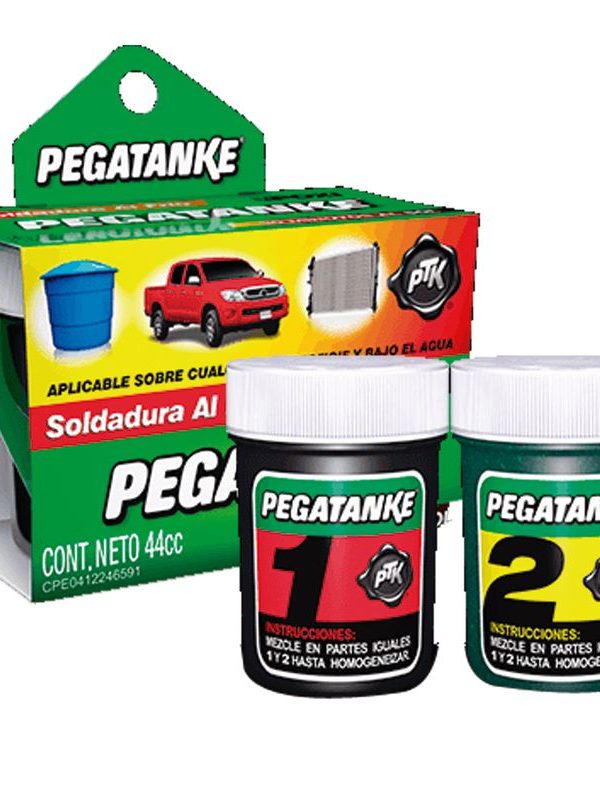 PEGATANKE
PEGATANKE
APLICABLE SOBRE CUAL
Y BAJO EL AGUA
PTK
Soldadura Al
PEGA
CONT. NETO 44cc
CPE0412246591
PEGATANKE
1
PTK
INSTRUCCIONES:
MEZCLE EN PARTES IGUALES
1 Y 2 HASTA HOMOGENEIZAR.
PEGATAN
2
INSTRUCCIONES:
MEZCLE EN PARTES I
1 Y 2 HASTA HOMOGE